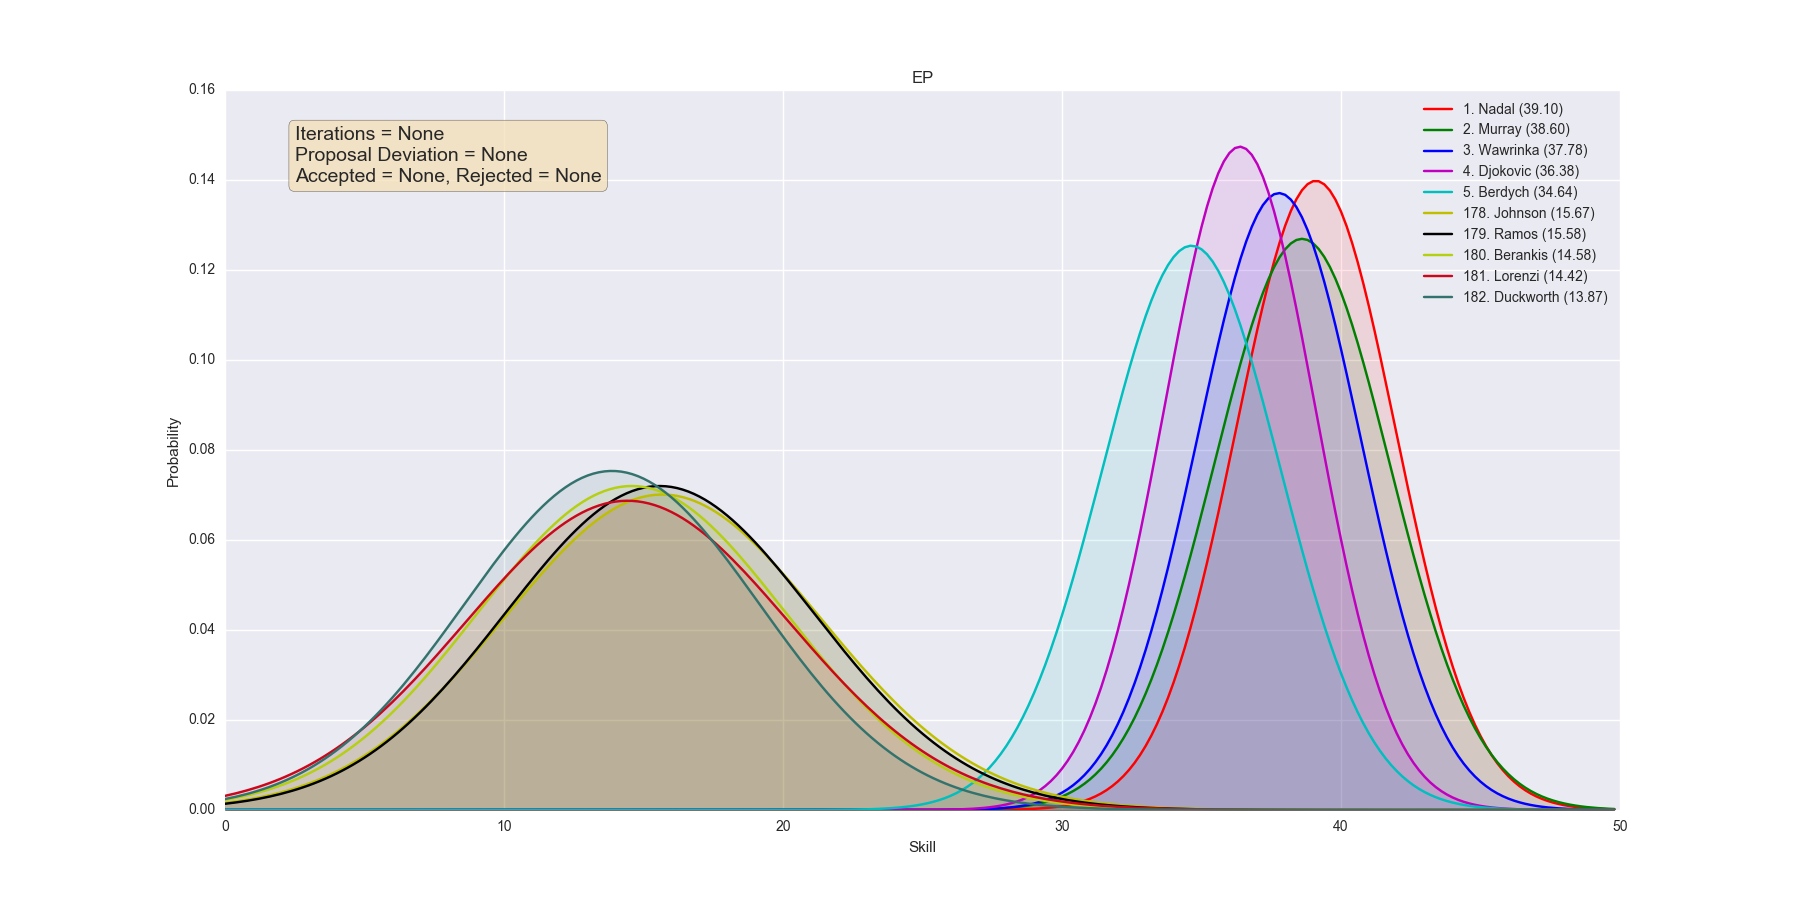 EP
Iterations = None
Proposal Deviation = None
Accepted = None, Rejected = None
1. Nadal (39.10)
2. Murray (38.60)
3. Wawrinka (37.78)
4. Djokovic (36.38)
5. Berdych (34.64)
178. Johnson (15.67)
179. Ramos (15.58)
180. Berankis (14.58)
181. Lorenzi (14.42)
182. Duckworth (13.87)
0.16
0.14
0.12
0.10
0.08
0.06
0.04
0.02
0.00
Probability
0 10 20 30 40 50
Skill